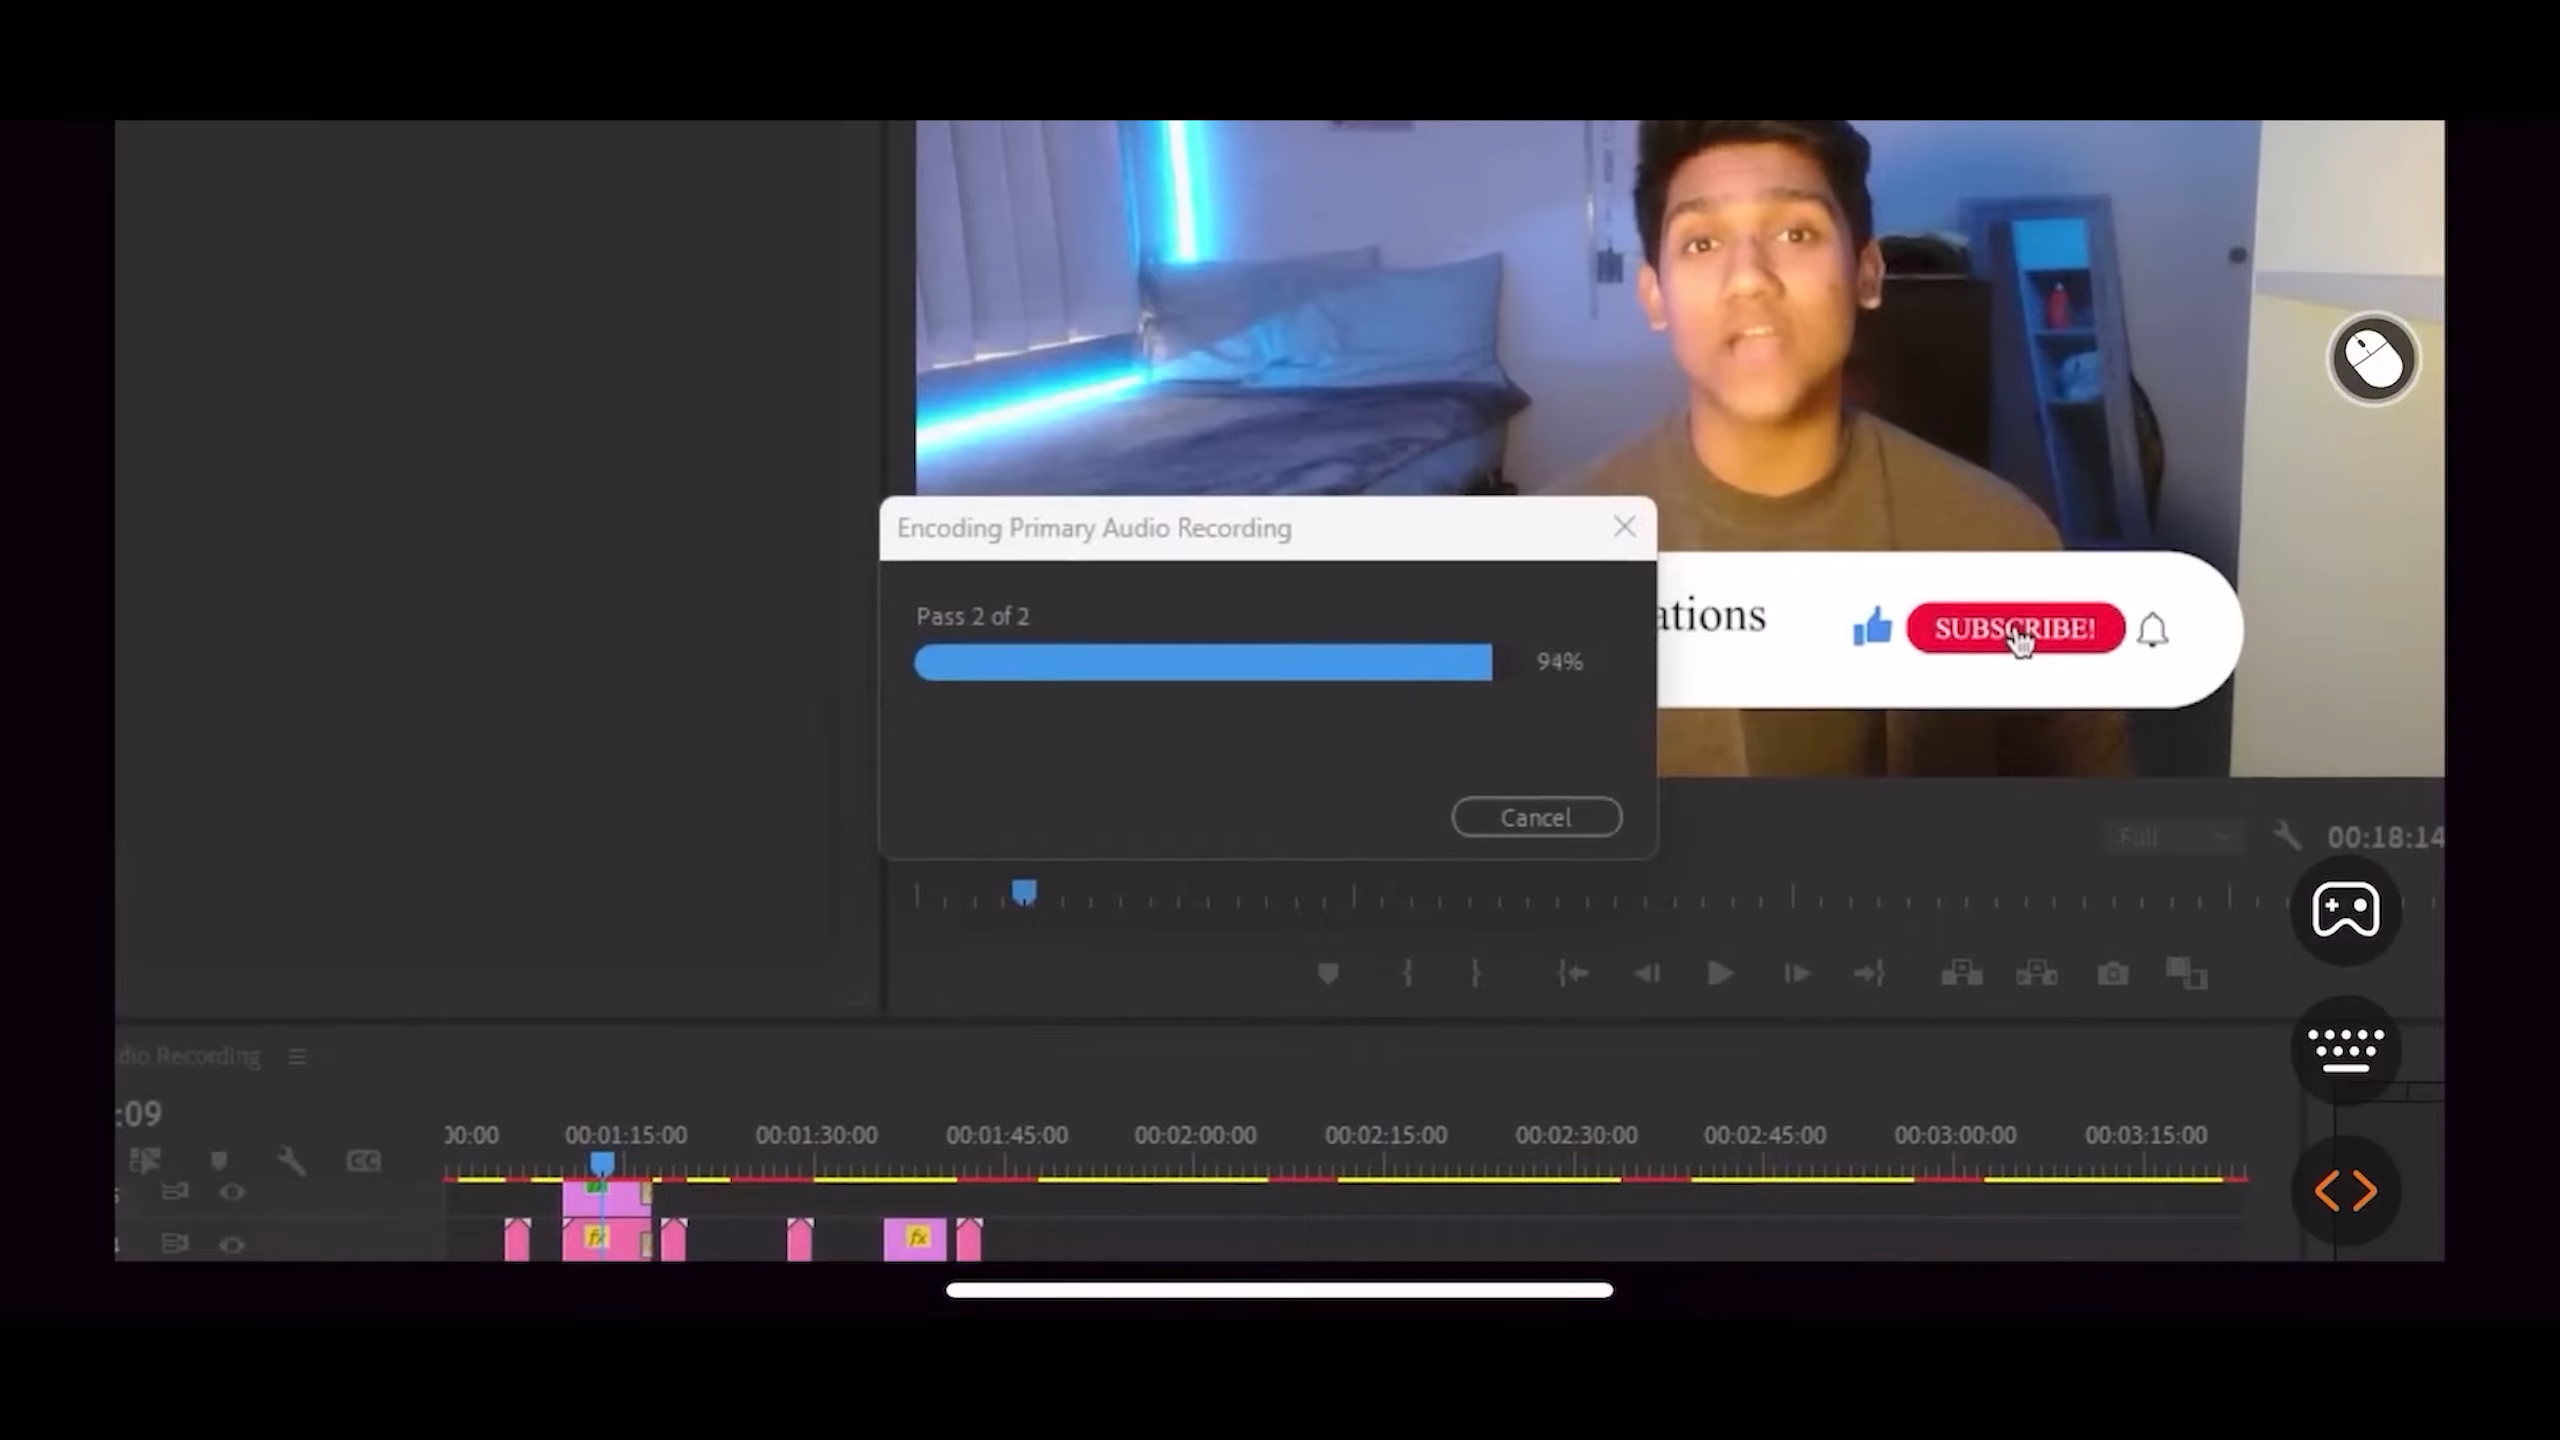 Encoding Primary Audio Recording
Pass 2 of 2
94%
ations
SUBSCRIBE!
Cancel
Full
00:18:14
dio Recording
:09
00:00
00:01:15:00
00:01:30:00
00:01:45:00
00:02:00:00
00:02:15:00
00:02:30:00
00:02:45:00
00:03:00:00
00:03:15:00
CC
fx
fx